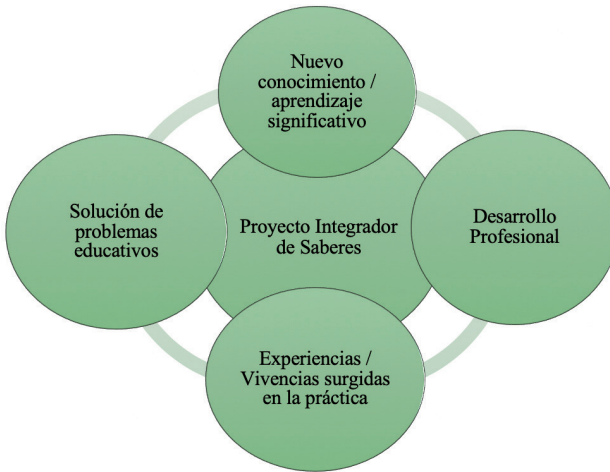 Nuevo
conocimiento /
aprendizaje
significativo
Solución de
problemas
educativos
Proyecto Integrador
de Saberes
Desarrollo
Profesional
Experiencias /
Vivencias surgidas
en la práctica